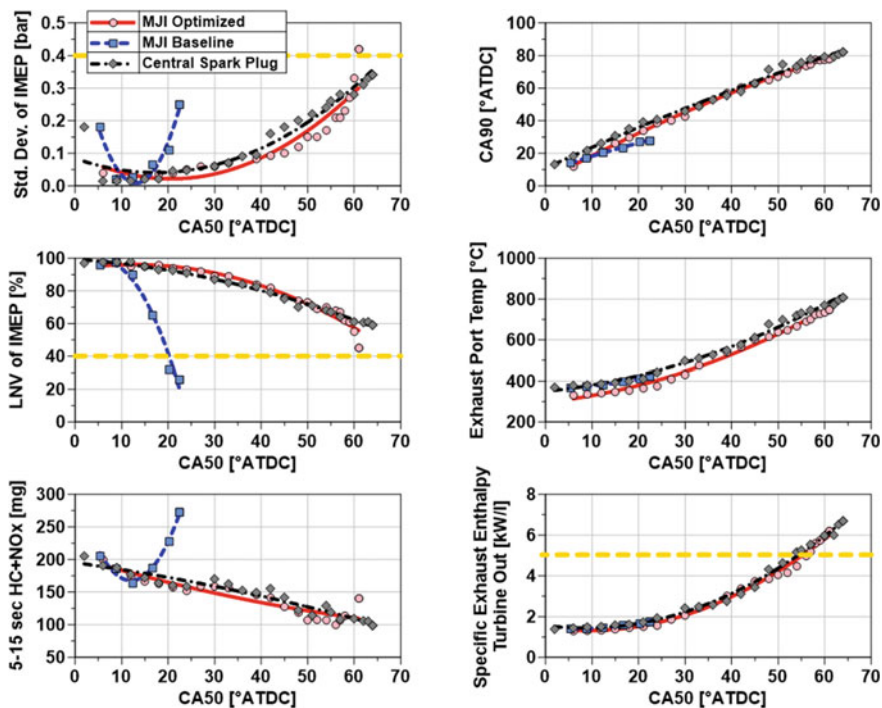 MJI Optimized
MJI Baseline
Central Spark Plug
Std. Dev. of IMEP [bar]
0.5
0.4
0.3
0.2
0.1
0.0
0 10 20 30 40 50 60 70
CA50 [°ATDC]
CA90 [°ATDC]
100
80
60
40
20
0
0 10 20 30 40 50 60 70
CA50 [°ATDC]
LNV of IMEP [%]
100
80
60
40
20
0
0 10 20 30 40 50 60 70
CA50 [°ATDC]
Exhaust Port Temp [°C]
1000
800
600
400
200
0 10 20 30 40 50 60 70
CA50 [°ATDC]
5-15 sec HC+NOx [mg]
300
250
200
150
100
50
0 10 20 30 40 50 60 70
CA50 [°ATDC]
Specific Exhaust Enthalpy
Turbine Out [kW/l]
8
6
4
2
0
0 10 20 30 40 50 60 70
CA50 [°ATDC]